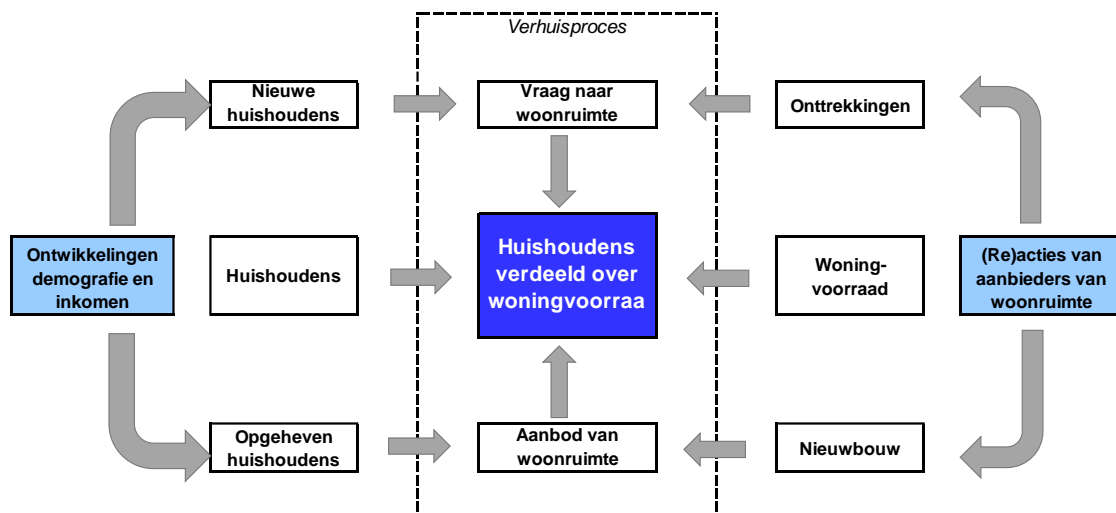 Verhuisproces
Nieuwe
huishoudens
Vraag naar
woonruimte
Onttrekkingen
Ontwikkelingen
demografie en
inkomen
Huishoudens
Huishoudens
verdeeld over
woningvoorraa
Woning-
voorraad
(Re)acties van
aanbieders van
woonruimte
Opgeheven
huishoudens
Aanbod van
woonruimte
Nieuwbouw